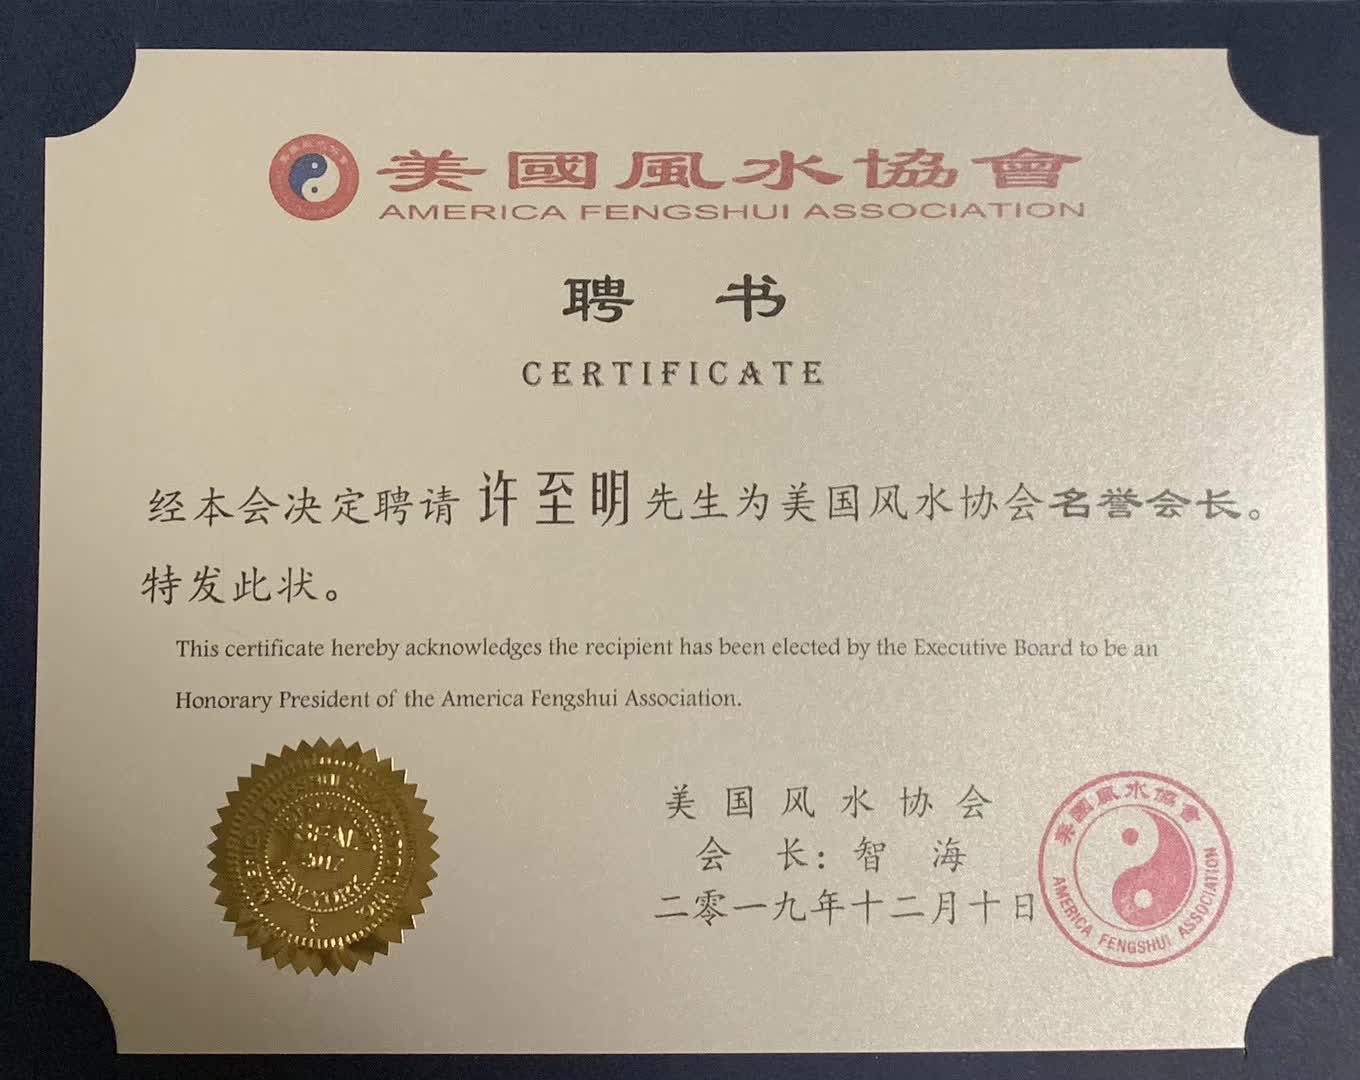 美國風水協會
AMERICA FENGSHUI ASSOCIATION
聘 书
CERTIFICATE
经本会决定聘请 许至明 先生为美国风水协会名誉会长。
特发此状。
This certificate hereby acknowledges the recipient has been elected by the Executive Board to be an
Honorary President of the America Fengshui Association.
SEAL
2017
NEW YORK
美国风水协会
会 长：智 海
二零一九年十二月十日
美國風水協會
AMERICA FENGSHUI ASSOCIATION